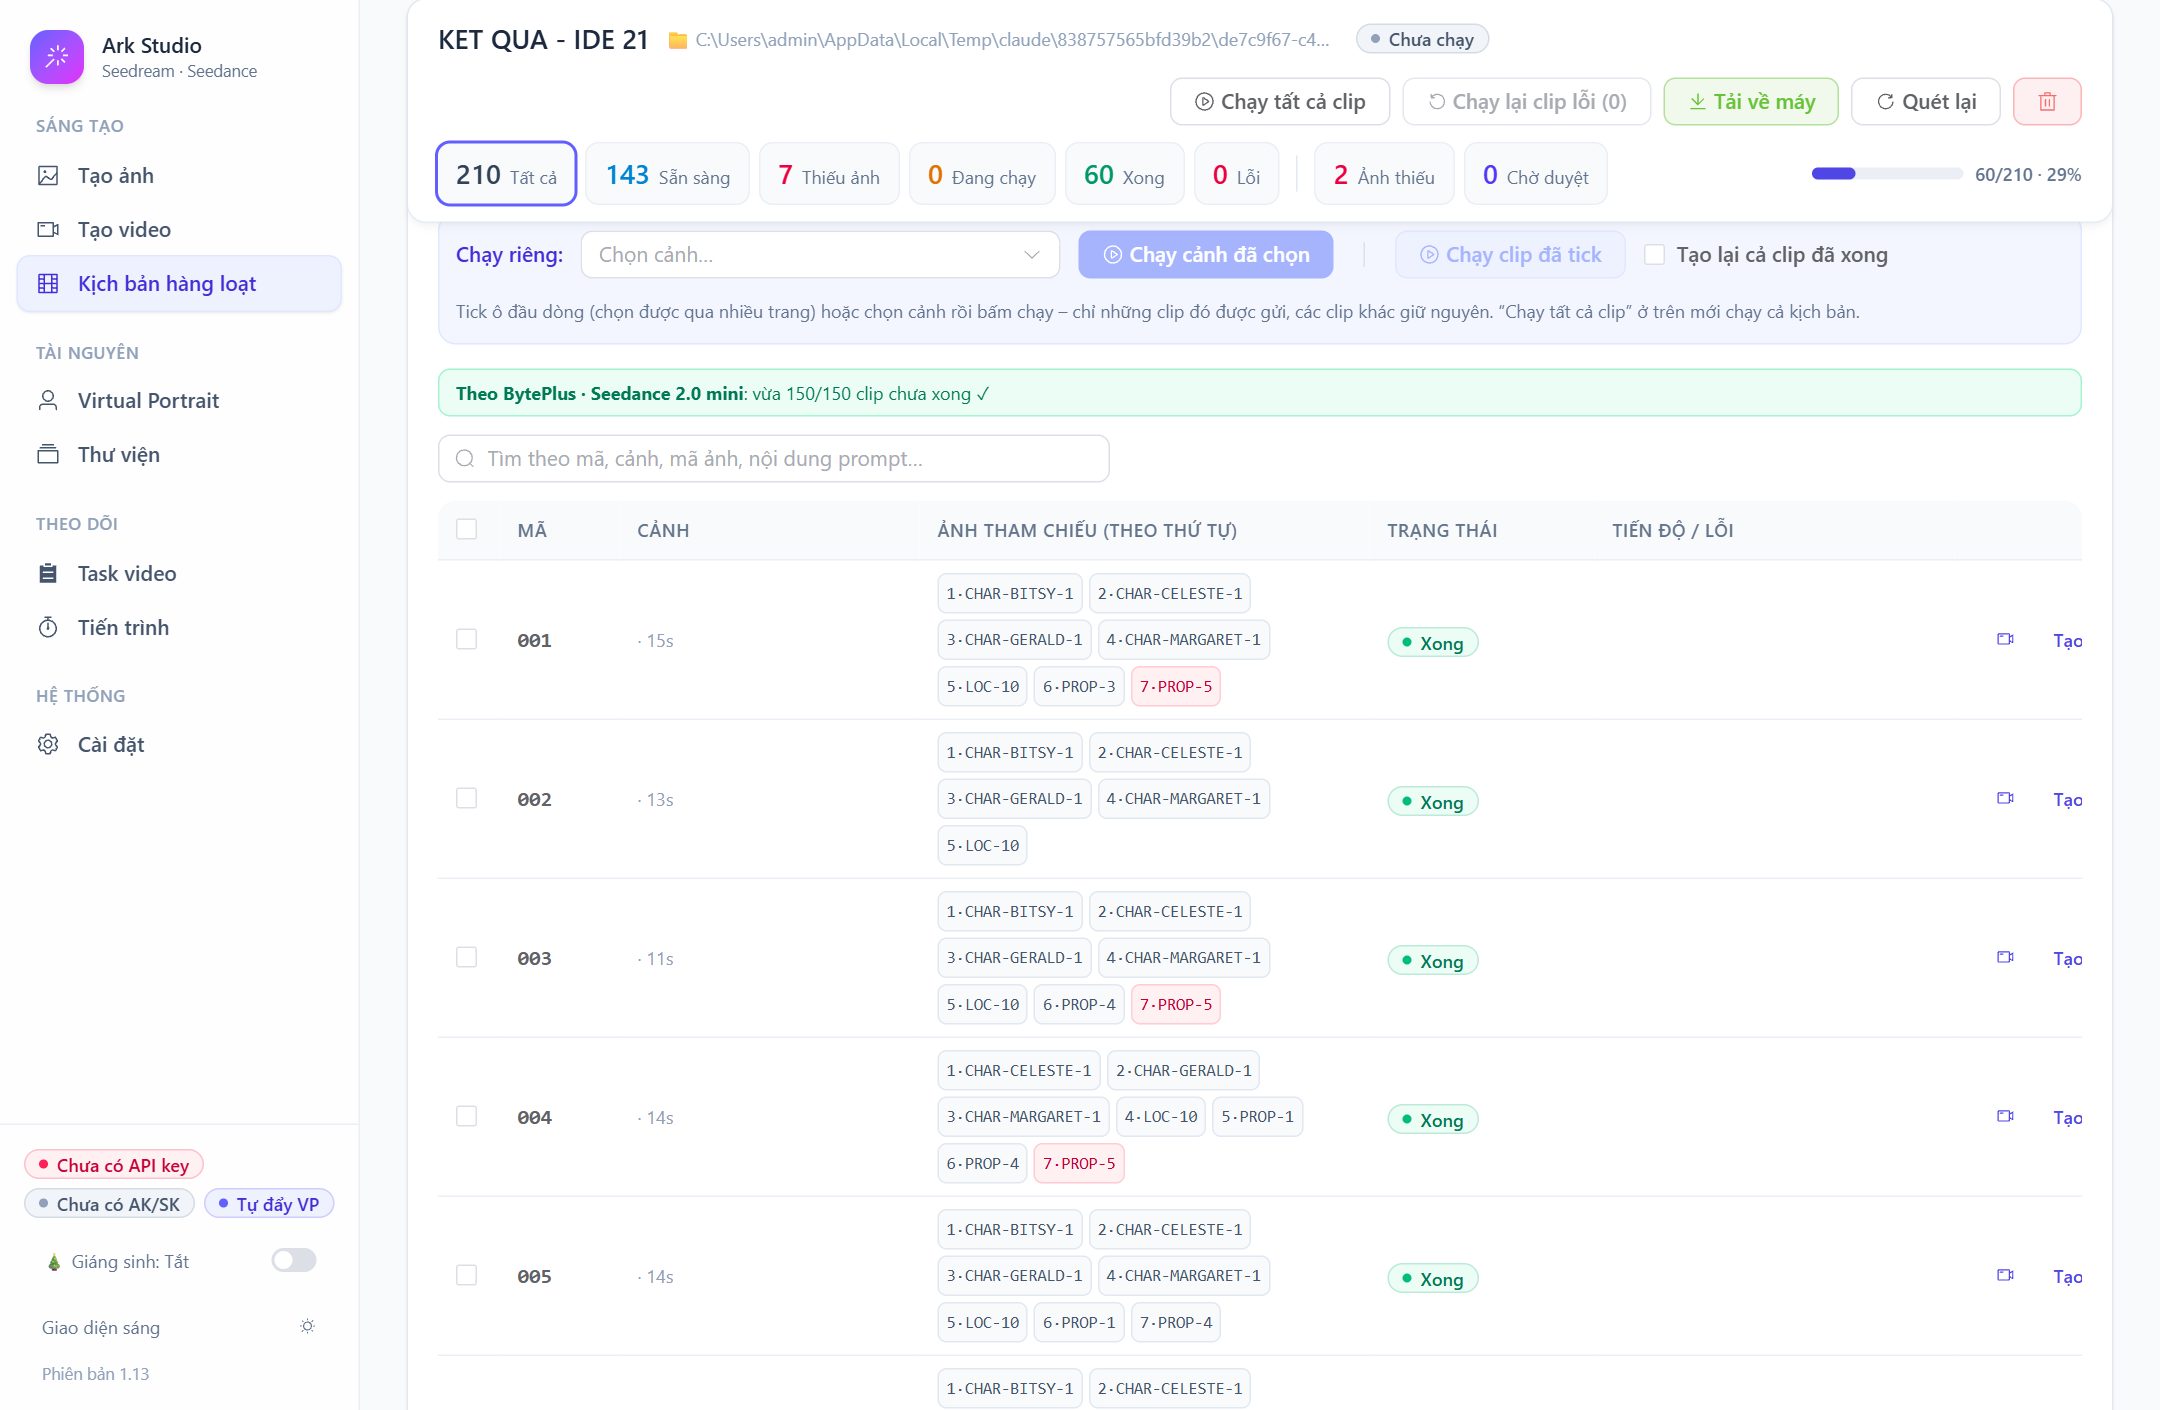 Ark Studio
Seedream · Seedance
SÁNG TẠO
Tạo ảnh
Tạo video
Kịch bản hàng loạt
TÀI NGUYÊN
Virtual Portrait
Thư viện
THEO DÕI
Task video
Tiến trình
HỆ THỐNG
Cài đặt
Chưa có API key
Chưa có AK/SK
Tự đẩy VP
Giáng sinh: Tắt
Giao diện sáng
Phiên bản 1.13
KET QUA - IDE 21
C:\Users\admin\AppData\Local\Temp\claude\838757565bfd39b2\de7c9f67-c4...
Chưa chạy
Chạy tất cả clip
Chạy lại clip lỗi (0)
Tải về máy
Quét lại
210 Tất cả
143 Sẵn sàng
7 Thiếu ảnh
0 Đang chạy
60 Xong
0 Lỗi
2 Ảnh thiếu
0 Chờ duyệt
60/210 · 29%
Chạy riêng:
Chọn cảnh...
Chạy cảnh đã chọn
Chạy clip đã tick
Tạo lại cả clip đã xong
Tick ô đầu dòng (chọn được qua nhiều trang) hoặc chọn cảnh rồi bấm chạy – chỉ những clip đó được gửi, các clip khác giữ nguyên. "Chạy tất cả clip" ở trên mới chạy cả kịch bản.
Theo BytePlus · Seedance 2.0 mini: vừa 150/150 clip chưa xong ✓
Tìm theo mã, cảnh, mã ảnh, nội dung prompt...
MÃ CẢNH ẢNH THAM CHIẾU (THEO THỨ TỰ) TRẠNG THÁI TIẾN ĐỘ / LỖI
1·CHAR-BITSY-1 2·CHAR-CELESTE-1
001 · 15s 3·CHAR-GERALD-1 4·CHAR-MARGARET-1 Xong Tạo
5·LOC-10 6·PROP-3 7·PROP-5
1·CHAR-BITSY-1 2·CHAR-CELESTE-1
002 · 13s 3·CHAR-GERALD-1 4·CHAR-MARGARET-1 Xong Tạo
5·LOC-10
1·CHAR-BITSY-1 2·CHAR-CELESTE-1
003 · 11s 3·CHAR-GERALD-1 4·CHAR-MARGARET-1 Xong Tạo
5·LOC-10 6·PROP-4 7·PROP-5
1·CHAR-CELESTE-1 2·CHAR-GERALD-1
004 · 14s 3·CHAR-MARGARET-1 4·LOC-10 5·PROP-1 Xong Tạo
6·PROP-4 7·PROP-5
1·CHAR-BITSY-1 2·CHAR-CELESTE-1
005 · 14s 3·CHAR-GERALD-1 4·CHAR-MARGARET-1 Xong Tạo
5·LOC-10 6·PROP-1 7·PROP-4
1·CHAR-BITSY-1 2·CHAR-CELESTE-1